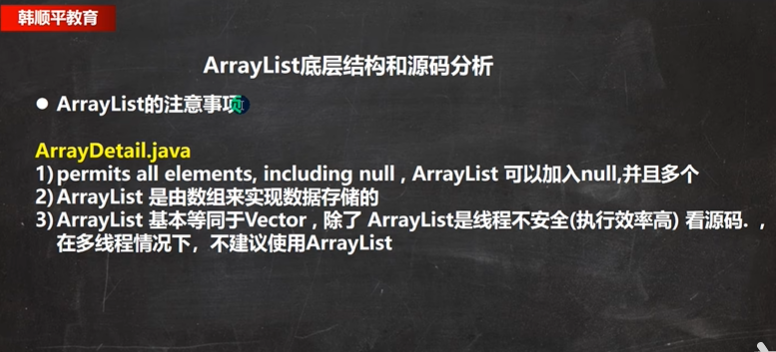 韩顺平教育
ArrayList底层结构和源码分析
● ArrayList的注意事项
ArrayDetail.java
1) permits all elements, including null , ArrayList 可以加入null,并且多个
2) ArrayList 是由数组来实现数据存储的
3) ArrayList 基本等同于Vector , 除了 ArrayList是线程不安全(执行效率高) 看源码. ,
在多线程情况下，不建议使用ArrayList